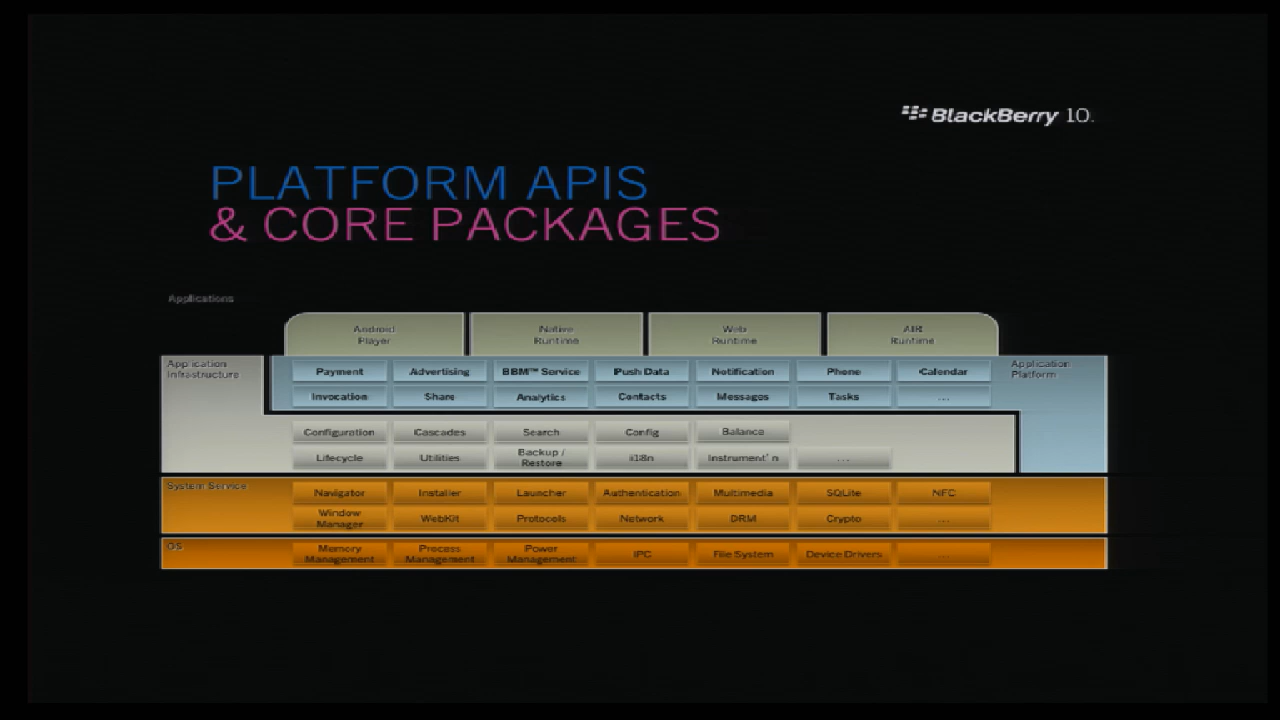 BlackBerry 10.
PLATFORM APIS
& CORE PACKAGES
Applications
Android
Player
Native
Runtime
Web
Runtime
AIR
Runtime
Application
Infrastructure
Payment
Advertising
BBM™ Service
Push Data
Notification
Phone
Calendar
Application
Platform
Invocation
Share
Analytics
Contacts
Messages
Tasks
...
Configuration
Cascades
Search
Config
Balance
Lifecycle
Utilities
Backup /
Restore
i18n
Instrument'n
...
System Service
Navigator
Installer
Launcher
Authentication
Multimedia
SQLite
NFC
Window
Manager
WebKit
Protocols
Network
DRM
Crypto
...
OS
Memory
Management
Process
Management
Power
Management
IPC
File System
Device Drivers
...